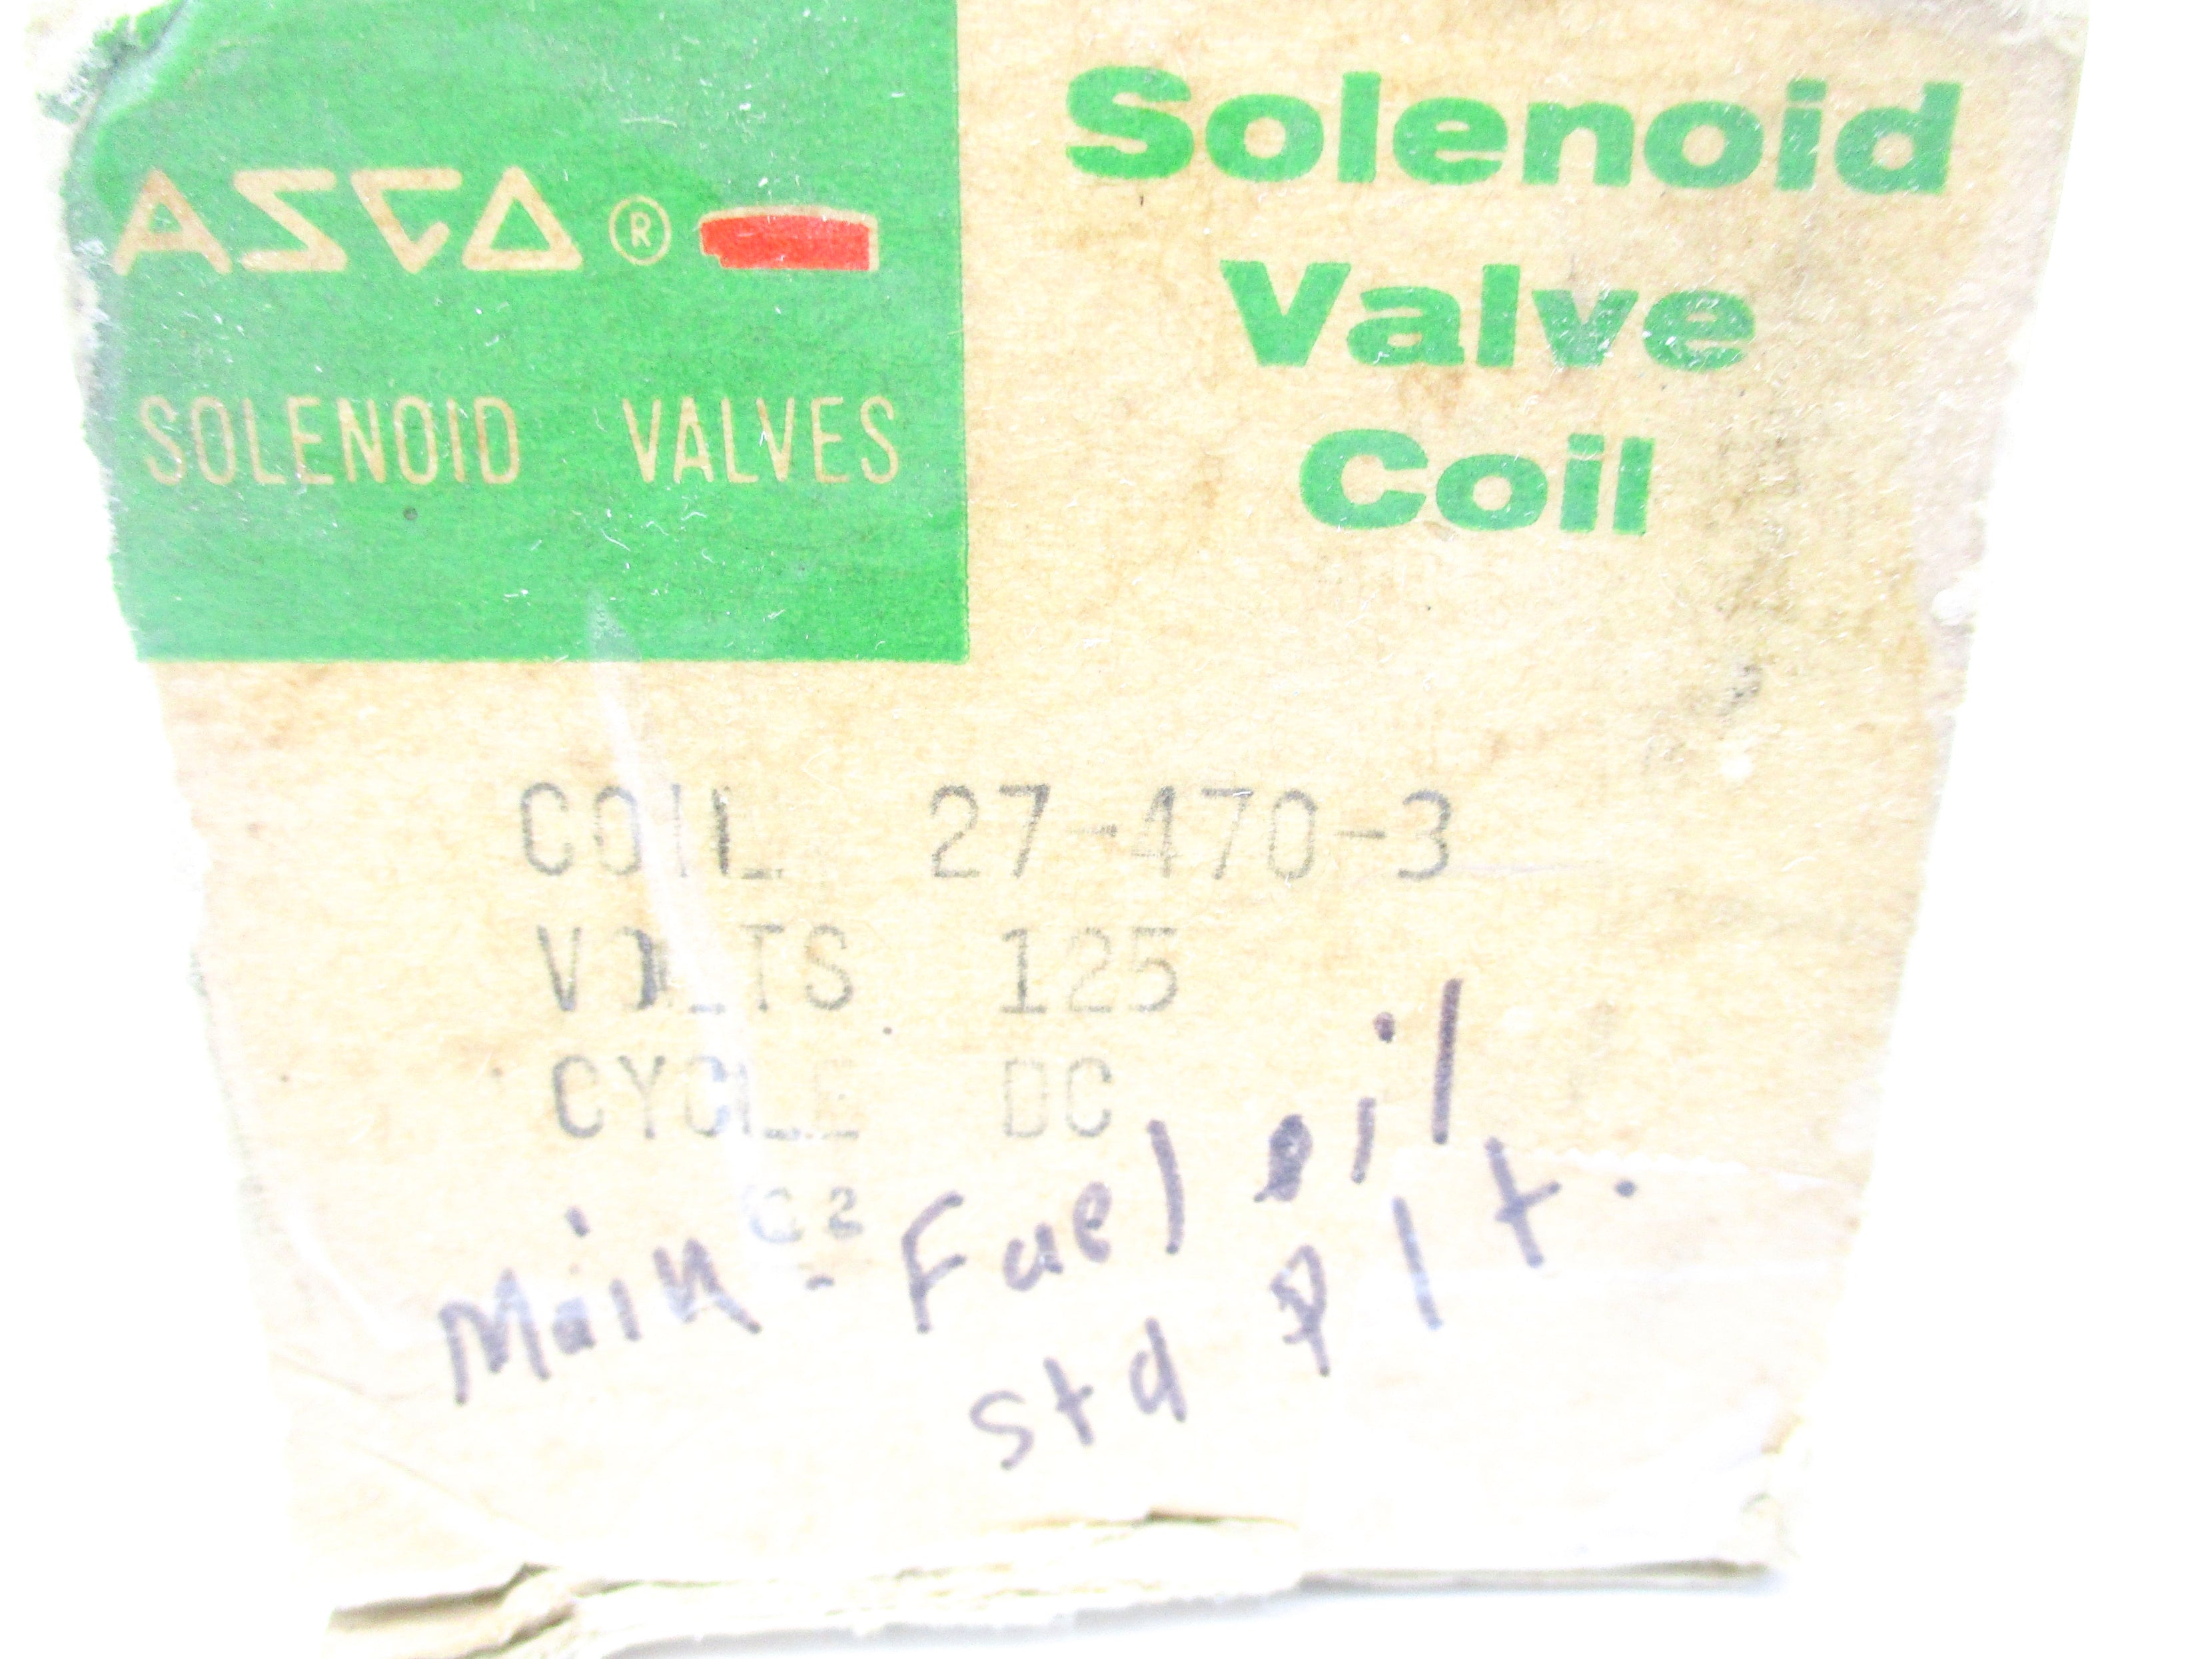 ASCO ®
SOLENOID VALVES
Solenoid
Valve
Coil
COIL 27-470-3
VOLTS 125
CYCLE DC
C2
Main - Fuel oil
std plt.